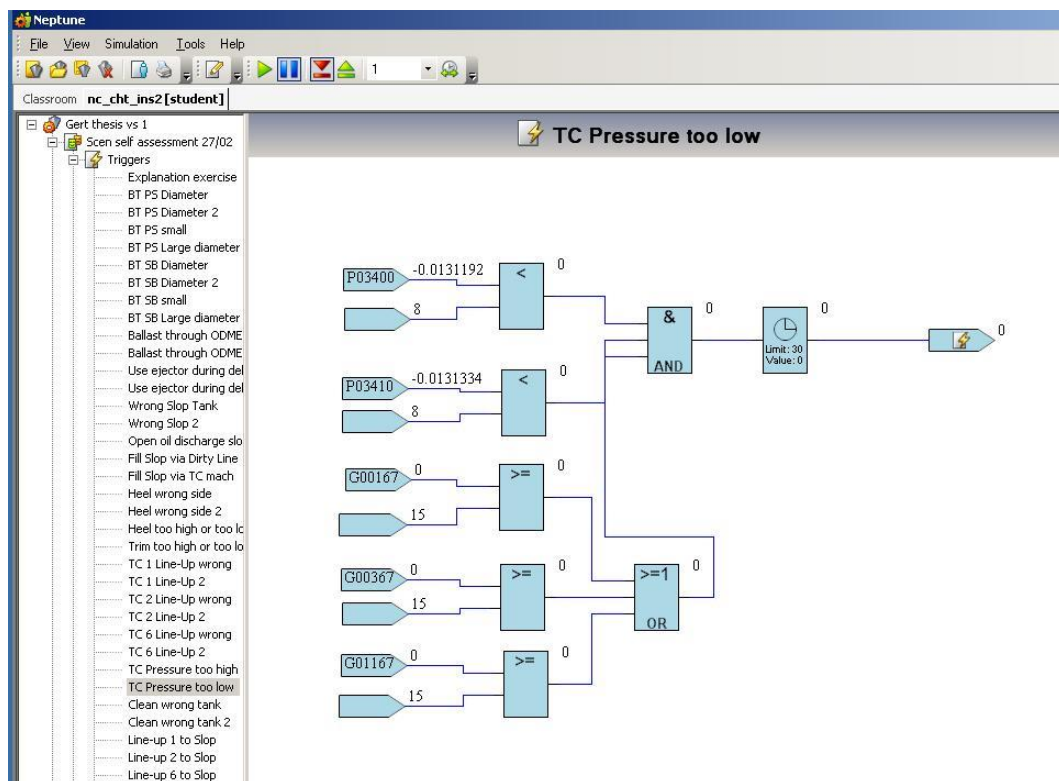 Neptune
File View Simulation Tools Help
1
Classroom nc_cht_ins2[student]
Gert thesis vs 1
Scen self assessment 27/02
Triggers
Explanation exercise
BT PS Diameter
BT PS Diameter 2
BT PS small
BT PS Large diameter
BT SB Diameter
BT SB Diameter 2
BT SB small
BT SB Large diameter
Ballast through ODME
Ballast through ODME
Use ejector during del
Use ejector during del
Wrong Slop Tank
Wrong Slop 2
Open oil discharge slo
Fill Slop via Dirty Line
Fill Slop via TC mach
Heel wrong side
Heel wrong side 2
Heel too high or too lo
Trim too high or too lo
TC 1 Line-Up wrong
TC 1 Line-Up 2
TC 2 Line-Up wrong
TC 2 Line-Up 2
TC 6 Line-Up wrong
TC 6 Line-Up 2
TC Pressure too high
TC Pressure too low
Clean wrong tank
Clean wrong tank 2
Line-up 1 to Slop
Line-up 2 to Slop
Line-up 6 to Slop
TC Pressure too low
P03400 -0.0131192 < 0
8
& 0
AND
0
Limit: 30
Value: 0
0
P03410 -0.0131334 < 0
8
G00167 0 >= 0
15
G00367 0 >= 0
15
>=1 0
OR
G01167 0 >= 0
15